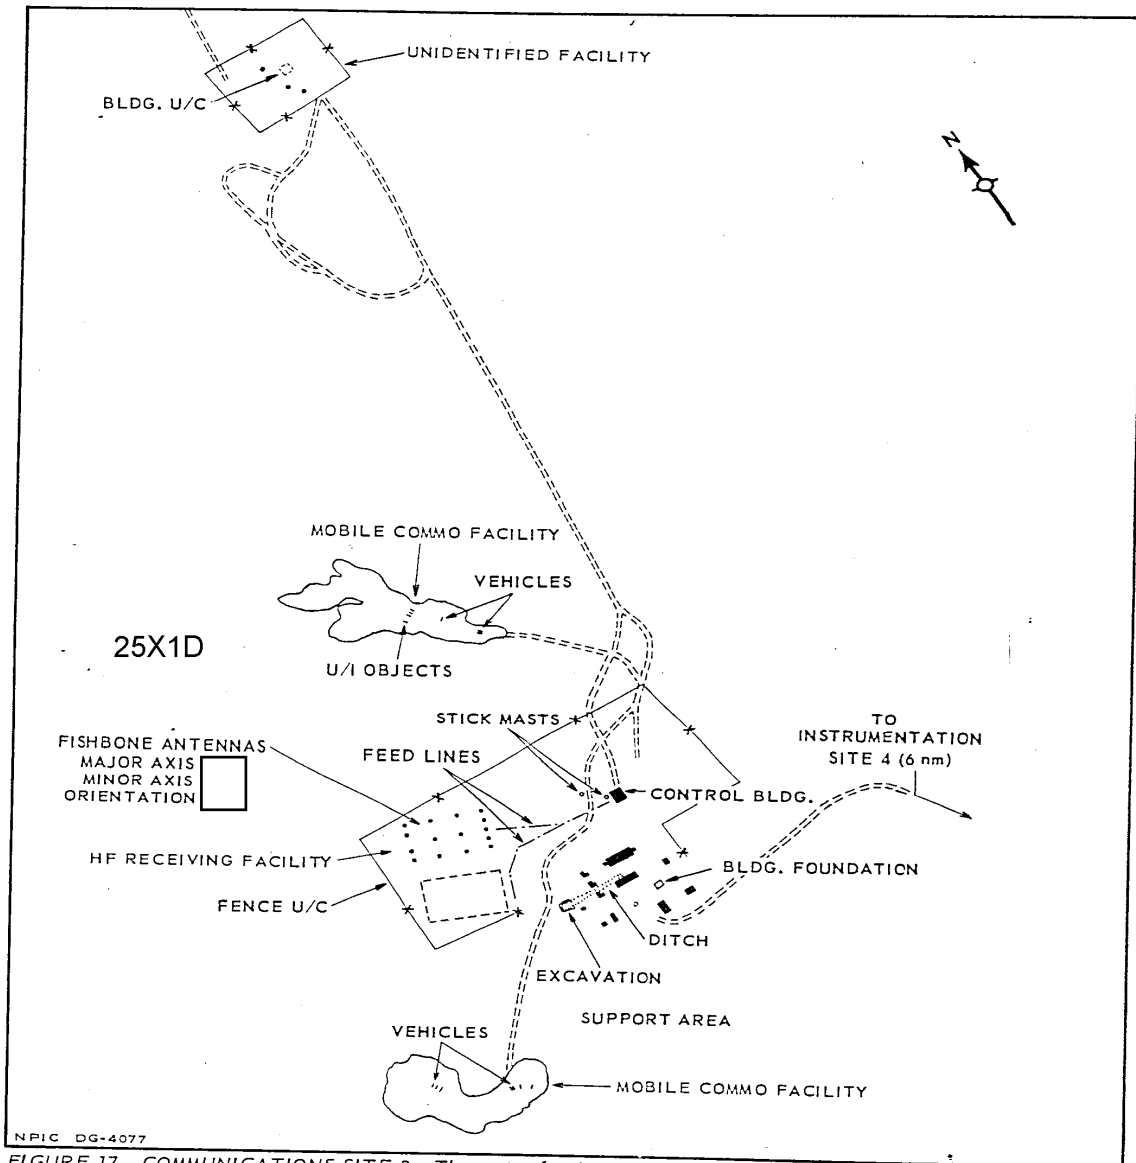 UNIDENTIFIED FACILITY
BLDG. U/C
N
MOBILE COMMO FACILITY
VEHICLES
25X1D
U/I OBJECTS
STICK MASTS
TO
INSTRUMENTATION
SITE 4 (6 nm)
FISHBONE ANTENNAS
MAJOR AXIS
MINOR AXIS
ORIENTATION
FEED LINES
CONTROL BLDG.
HF RECEIVING FACILITY
BLDG. FOUNDATION
FENCE U/C
DITCH
EXCAVATION
SUPPORT AREA
VEHICLES
MOBILE COMMO FACILITY
NPIC DG-4077
FIGURE 17. COMMUNICATIONS SITE